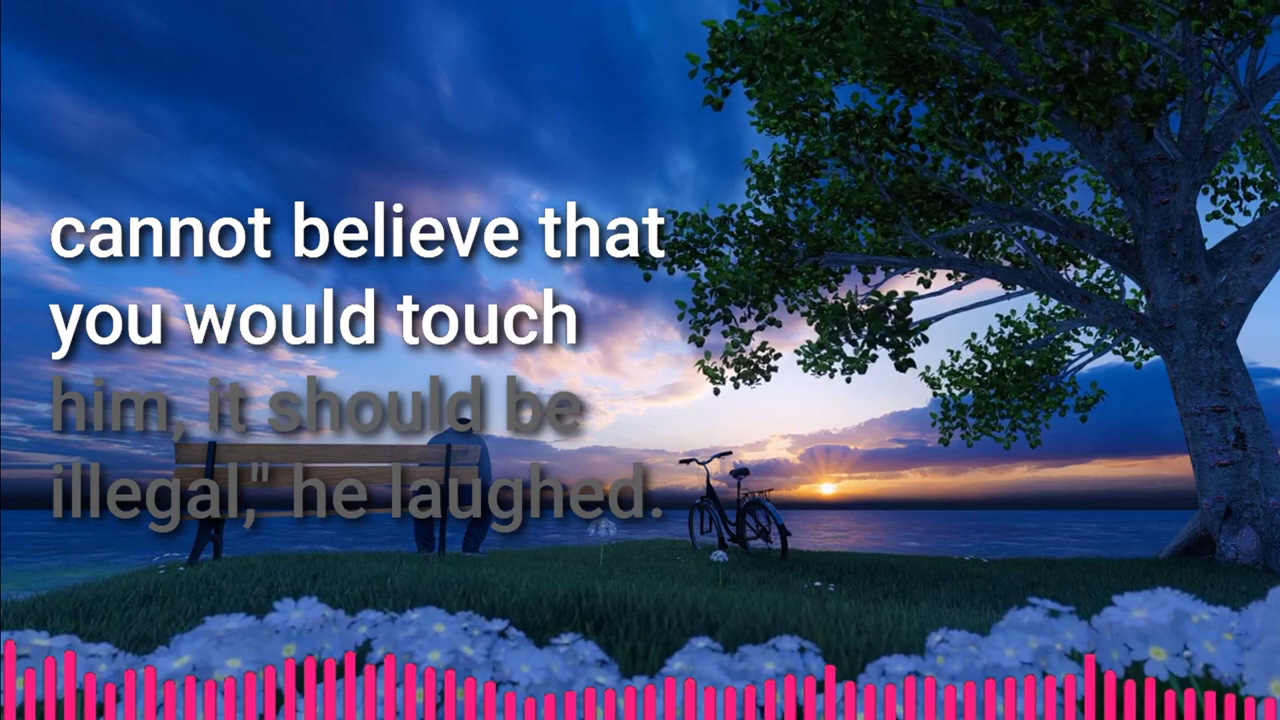 cannot believe that
you would touch
him, it should be
illegal," he laughed.